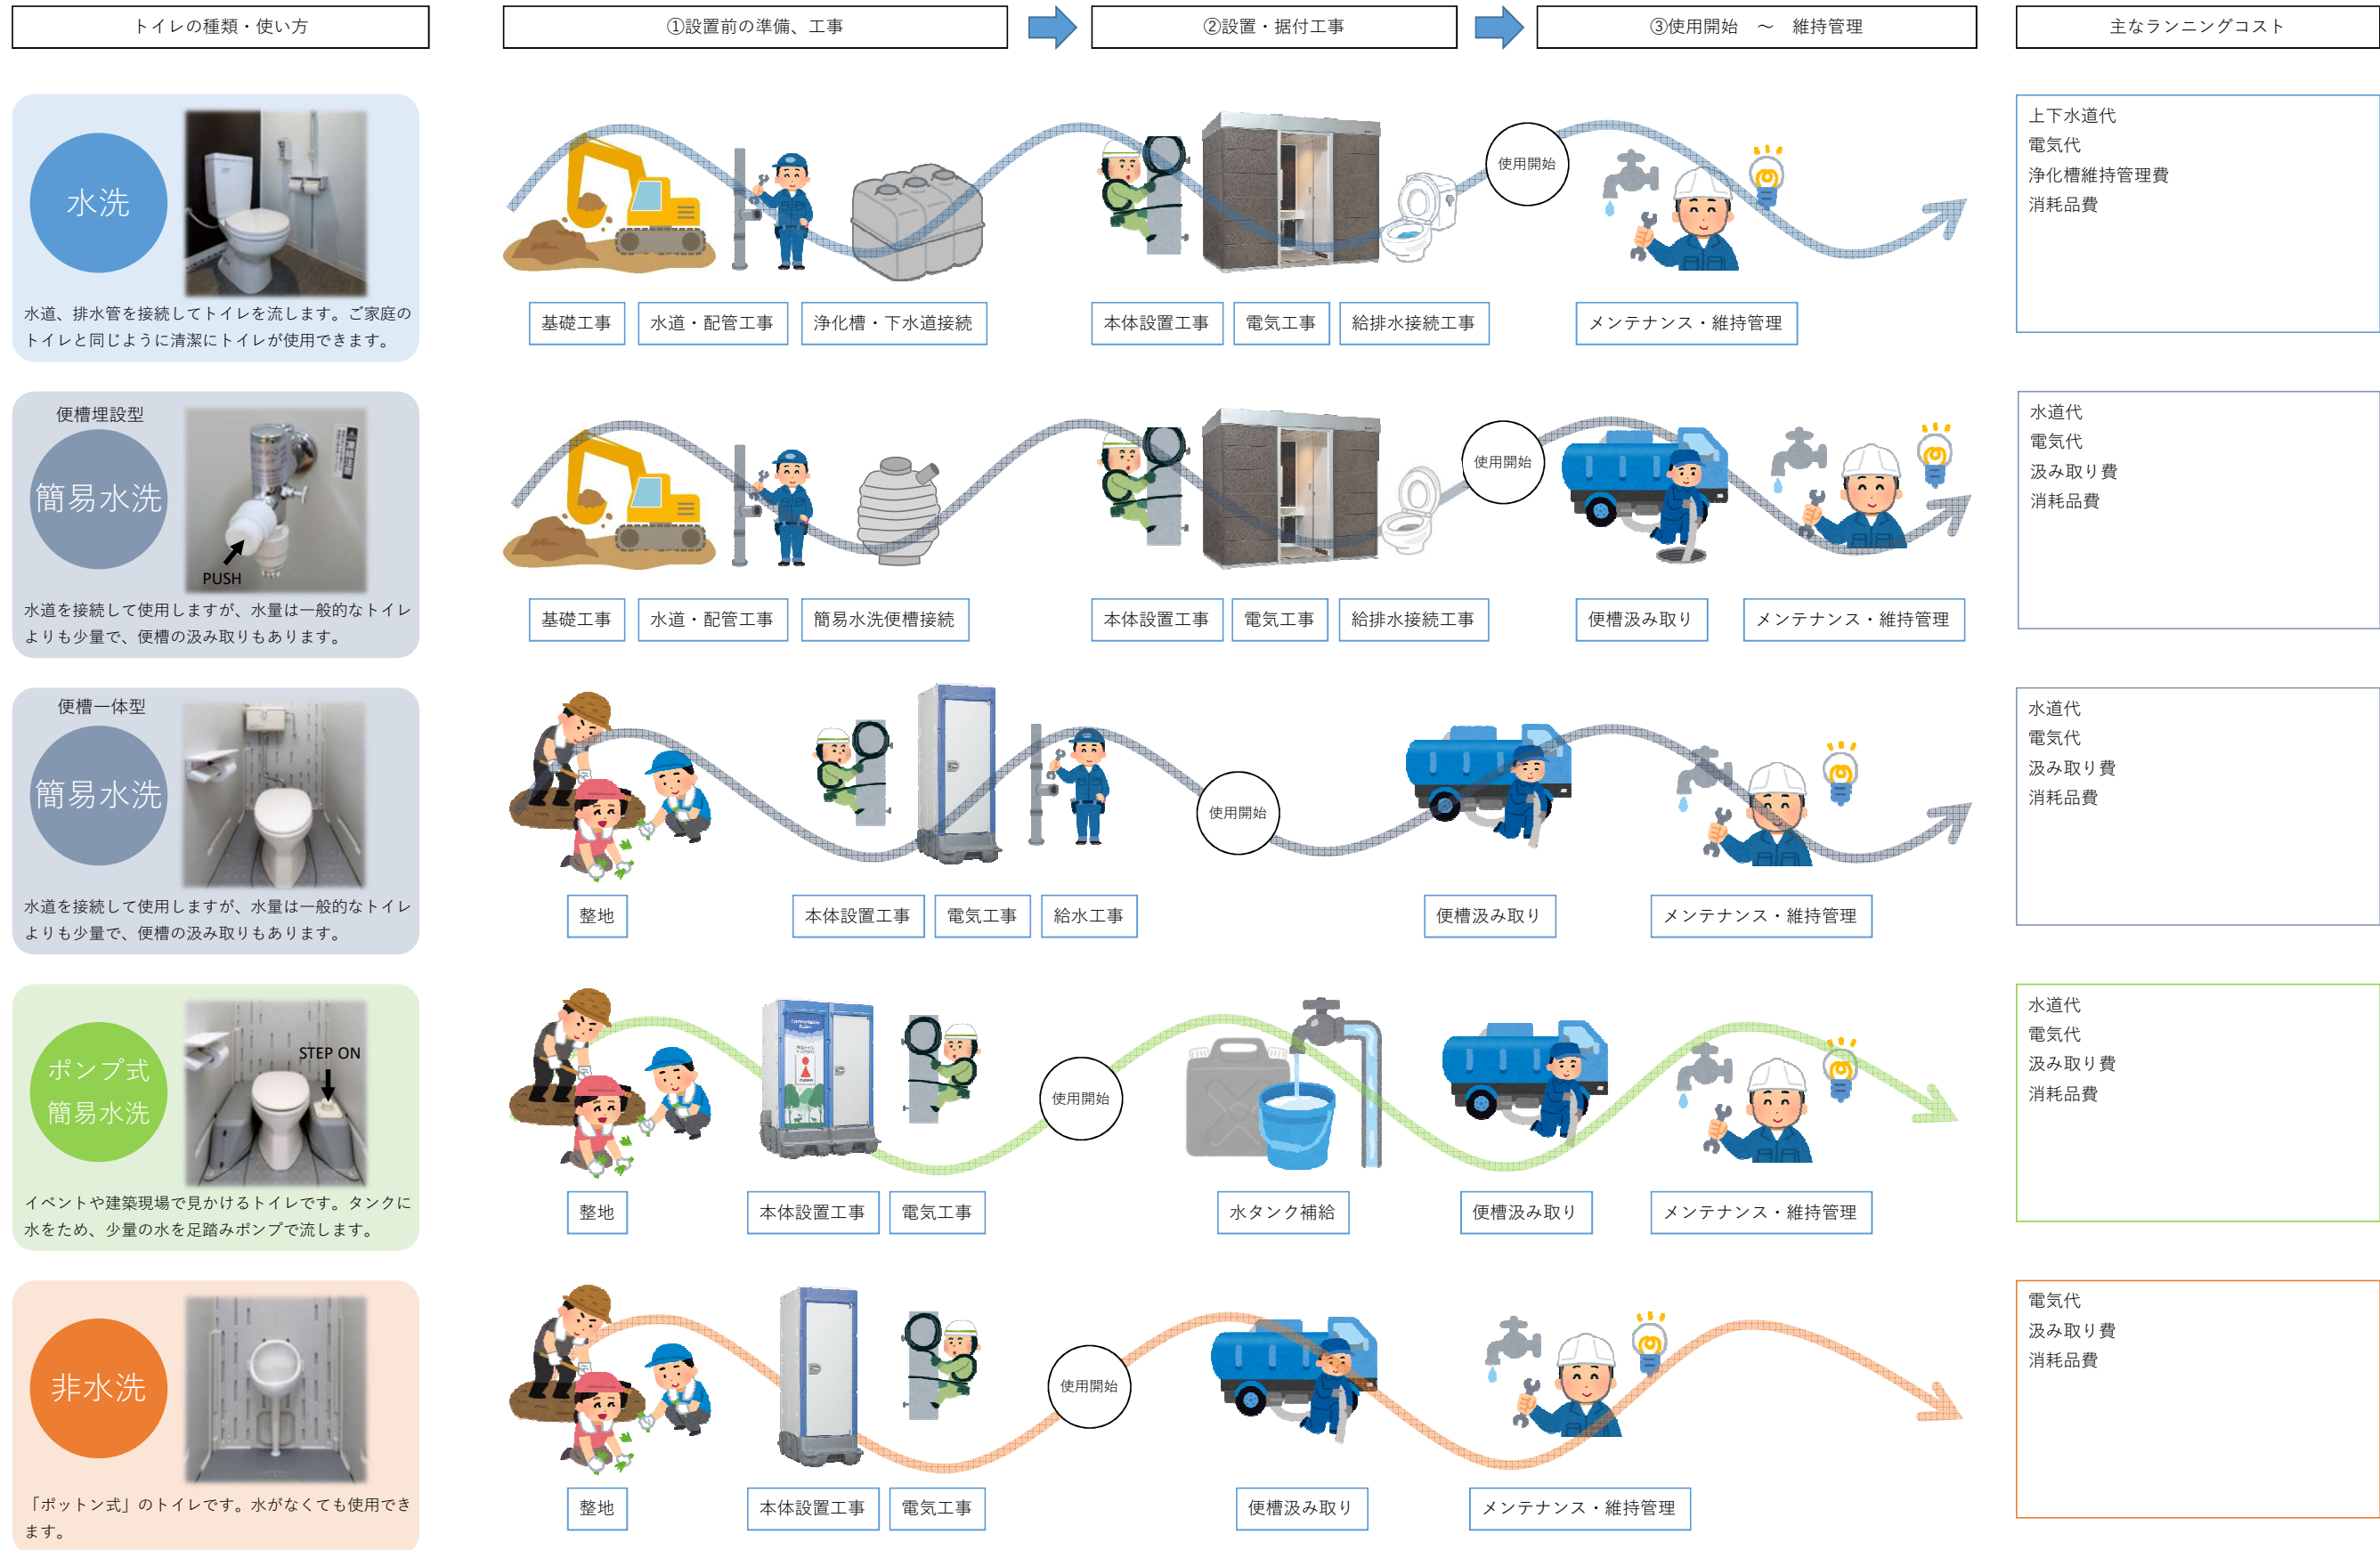 トイレの種類・使い方
①設置前の準備、工事
②設置・据付工事
③使用開始 ～ 維持管理
主なランニングコスト
水洗
水道、排水管を接続してトイレを流します。ご家庭の
トイレと同じように清潔にトイレが使用できます。
基礎工事
水道・配管工事
浄化槽・下水道接続
本体設置工事
電気工事
給排水接続工事
使用開始
メンテナンス・維持管理
上下水道代
電気代
浄化槽維持管理費
消耗品費
便槽埋設型
簡易水洗
PUSH
水道を接続して使用しますが、水量は一般的なトイレ
よりも少量で、便槽の汲み取りもあります。
基礎工事
水道・配管工事
簡易水洗便槽接続
本体設置工事
電気工事
給排水接続工事
使用開始
便槽汲み取り
メンテナンス・維持管理
水道代
電気代
汲み取り費
消耗品費
便槽一体型
簡易水洗
水道を接続して使用しますが、水量は一般的なトイレ
よりも少量で、便槽の汲み取りもあります。
整地
本体設置工事
電気工事
給水工事
使用開始
便槽汲み取り
メンテナンス・維持管理
水道代
電気代
汲み取り費
消耗品費
ポンプ式
簡易水洗
STEP ON
イベントや建築現場で見かけるトイレです。タンクに
水をため、少量の水を足踏みポンプで流します。
整地
本体設置工事
電気工事
使用開始
水タンク補給
便槽汲み取り
メンテナンス・維持管理
水道代
電気代
汲み取り費
消耗品費
非水洗
「ポットン式」のトイレです。水がなくても使用でき
ます。
整地
本体設置工事
電気工事
使用開始
便槽汲み取り
メンテナンス・維持管理
電気代
汲み取り費
消耗品費